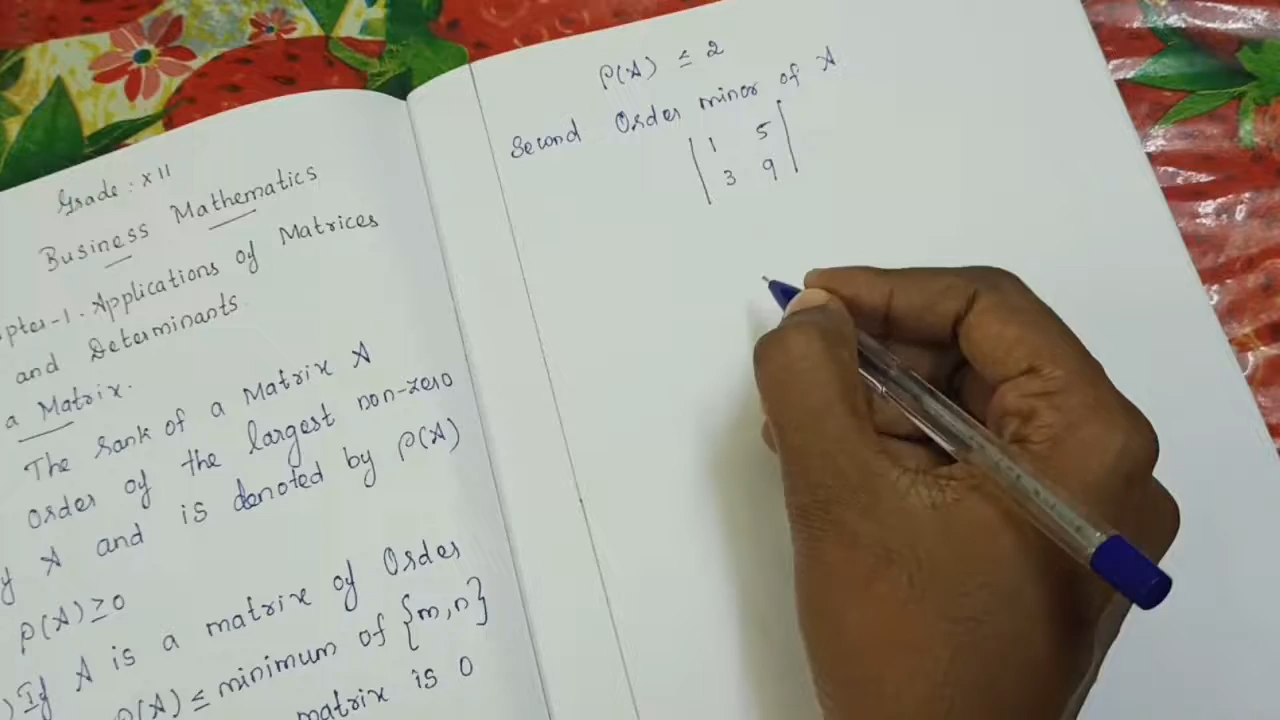 Grade : XII
Business Mathematics
Applications of Matrices
and Determinants.
a Matrix.
The rank of a Matrix A
order of the largest non-zero
A and is denoted by ρ(A)
ρ(A) ≥ 0
If A is a matrix of Order
ρ(A) ≤ minimum of {m,n}
matrix is 0
ρ(A) ≤ 2
Second Order minor of A
| 1 5 |
| 3 9 |